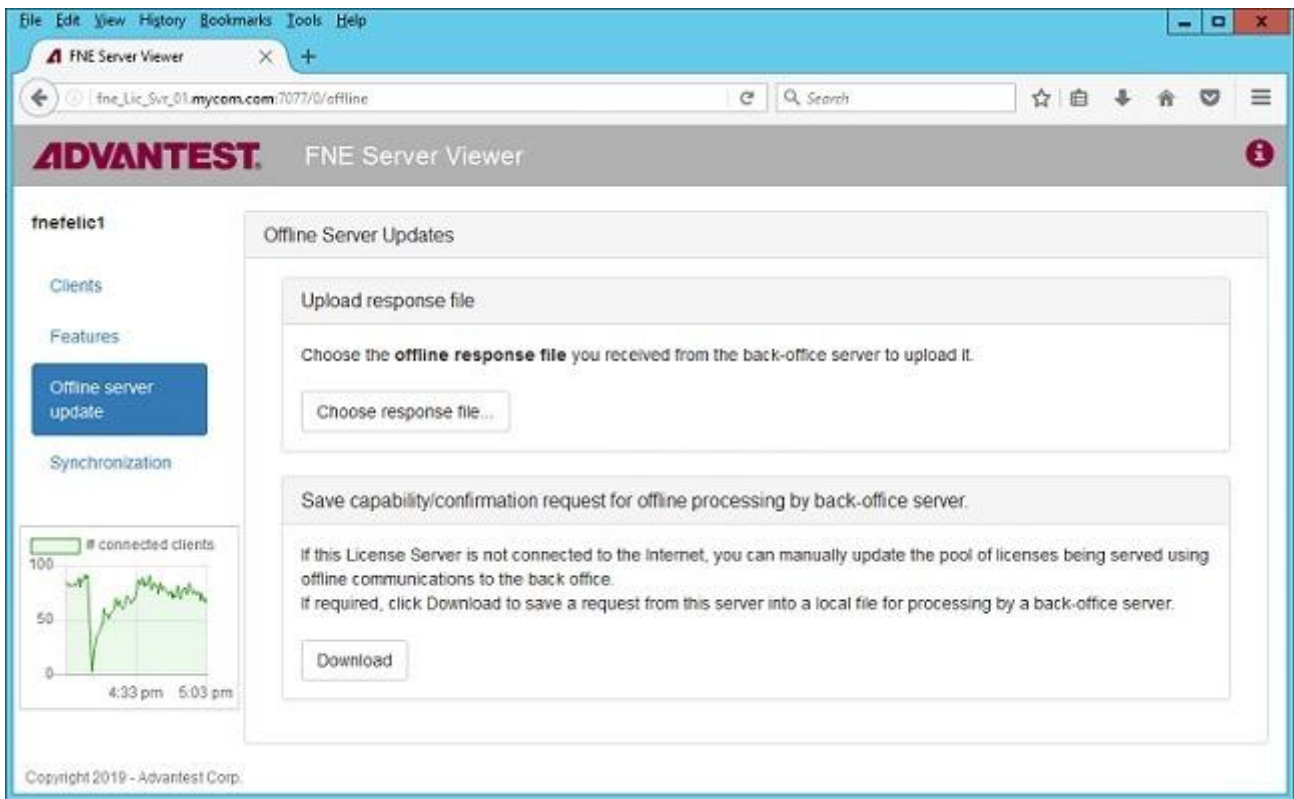 File Edit View History Bookmarks Tools Help
FNE Server Viewer
fne_Lic_Svr_01.mycom.com:7077/0/offline
Search
ADVANTEST. FNE Server Viewer
fnefelic1
Clients
Features
Offline server
update
Synchronization
# connected clients
100
50
0
4:33 pm 5:03 pm
Offline Server Updates
Upload response file
Choose the offline response file you received from the back-office server to upload it.
Choose response file...
Save capability/confirmation request for offline processing by back-office server.
If this License Server is not connected to the Internet, you can manually update the pool of licenses being served using
offline communications to the back office.
If required, click Download to save a request from this server into a local file for processing by a back-office server.
Download
Copyright 2019 - Advantest Corp.